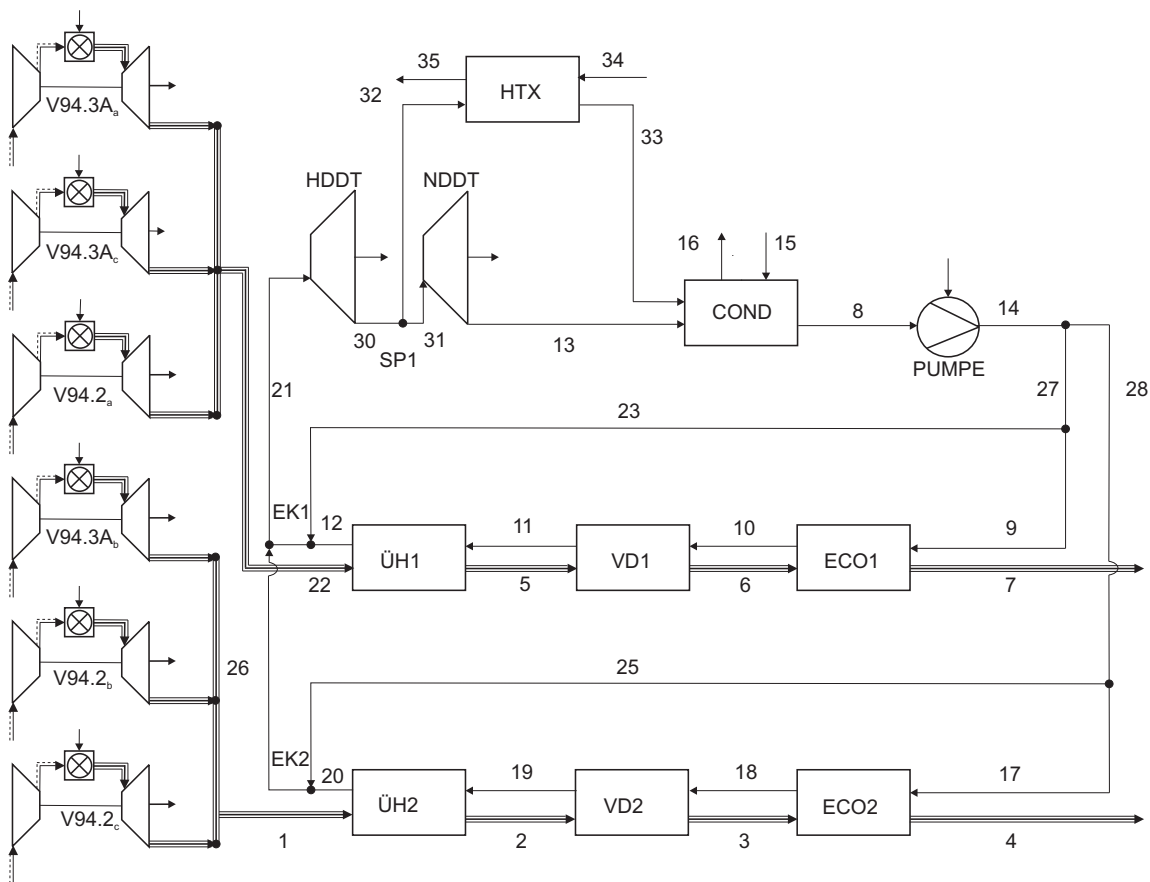 35
34
32
HTX
V94.3Aₐ
33
HDDT
NDDT
V94.3A꜀
16
15
COND
8
14
30
31
13
SP1
PUMPE
V94.2ₐ
21
27
28
23
EK1
12
11
10
9
V94.3Ab
ÜH1
VD1
ECO1
22
5
6
7
26
25
V94.2b
EK2
20
19
18
17
ÜH2
VD2
ECO2
V94.2c
1
2
3
4